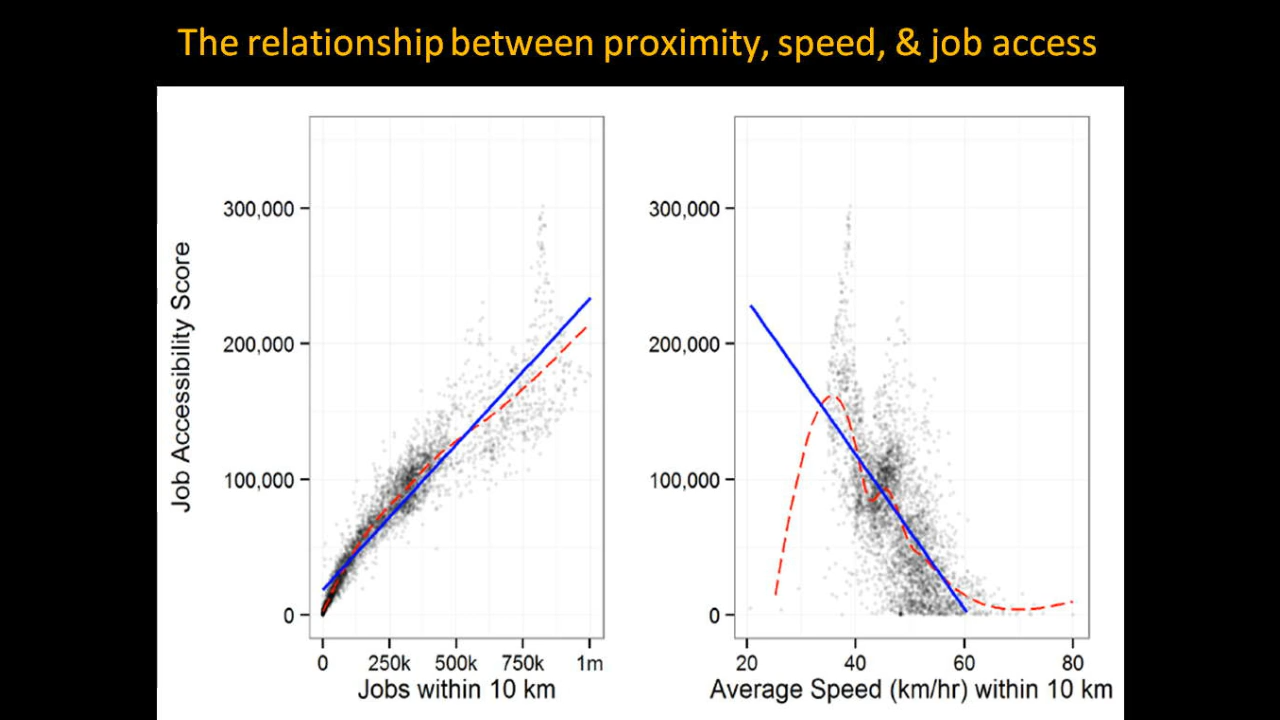 The relationship between proximity, speed, & job access
Job Accessibility Score
300,000
200,000
100,000
0
0 250k 500k 750k 1m
Jobs within 10 km
300,000
200,000
100,000
0
20 40 60 80
Average Speed (km/hr) within 10 km